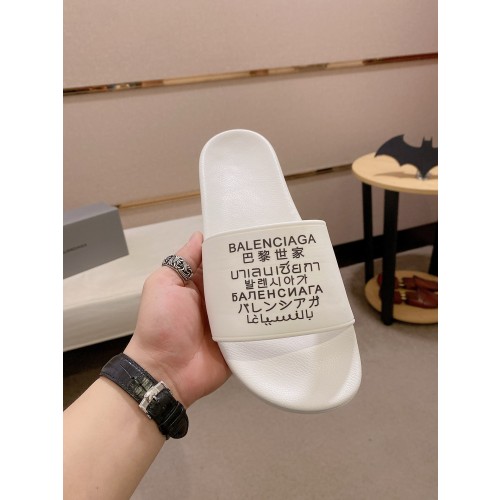 BALENCIAGA
巴黎世家
บาเลนเซียกา
발렌시아가
БАЛЕНСИАГА
バレンシアガ
بالنسياغا